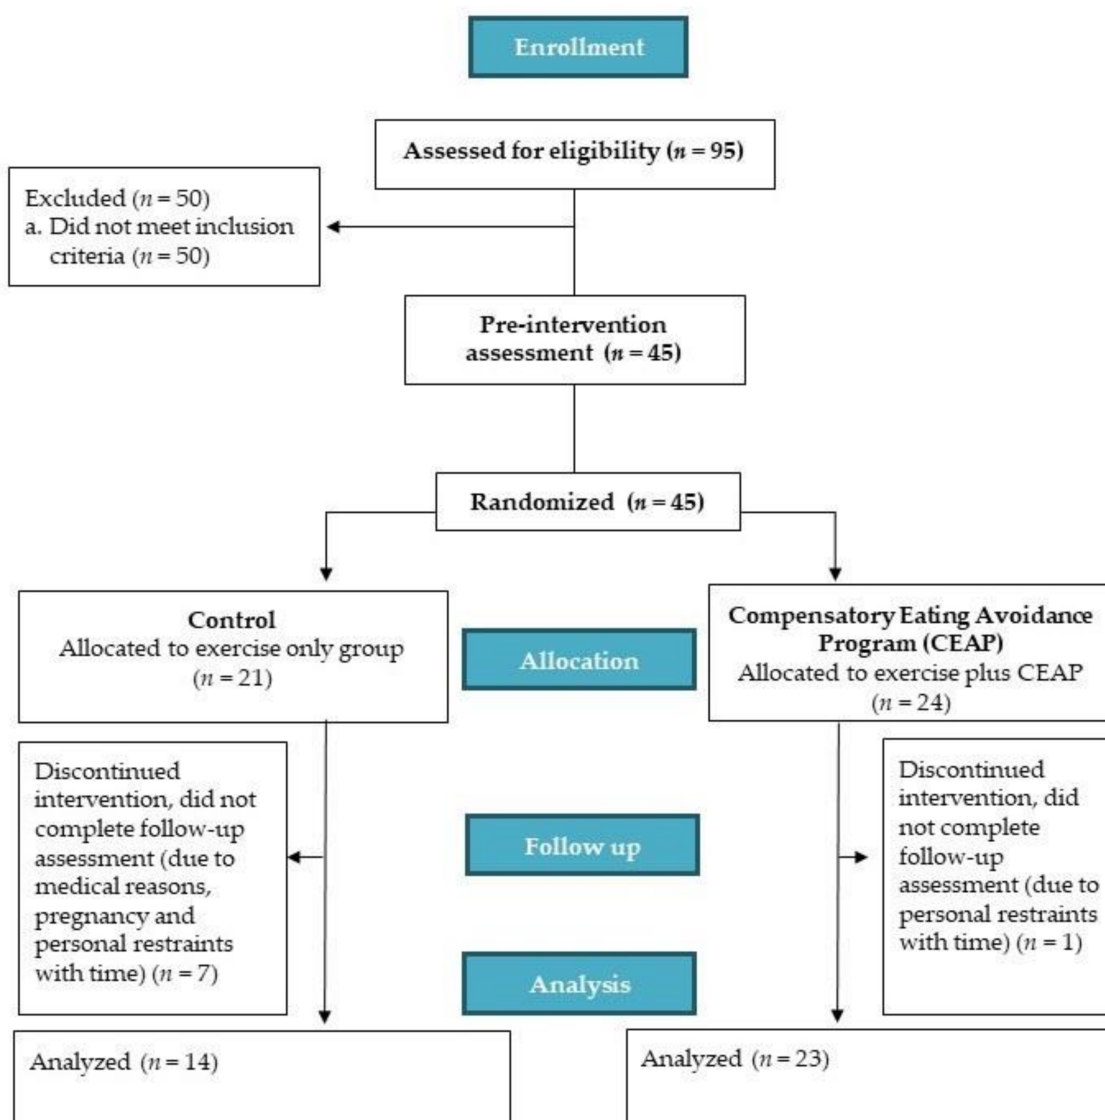 Enrollment
Assessed for eligibility (n = 95)
Excluded (n = 50)
a. Did not meet inclusion
criteria (n = 50)
Pre-intervention
assessment (n = 45)
Randomized (n = 45)
Control
Allocated to exercise only group
(n = 21)
Allocation
Compensatory Eating Avoidance
Program (CEAP)
Allocated to exercise plus CEAP
(n = 24)
Discontinued
intervention, did not
complete follow-up
assessment (due to
medical reasons,
pregnancy and
personal restraints
with time) (n = 7)
Follow up
Discontinued
intervention, did
not complete
follow-up
assessment (due to
personal restraints
with time) (n = 1)
Analysis
Analyzed (n = 14)
Analyzed (n = 23)